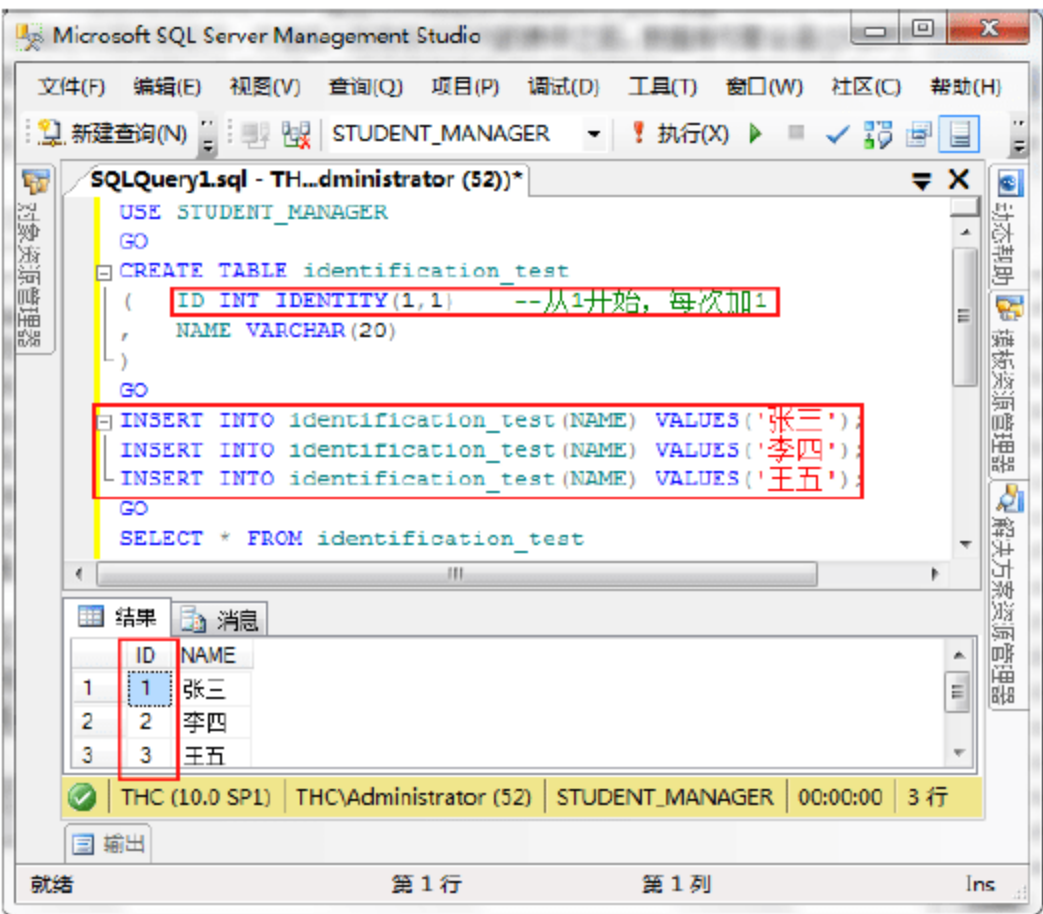 Microsoft SQL Server Management Studio
文件(F) 编辑(E) 视图(V) 查询(Q) 项目(P) 调试(D) 工具(T) 窗口(W) 社区(C) 帮助(H)
新建查询(N) STUDENT_MANAGER 执行(X)
SQLQuery1.sql - TH...dministrator (52))*
对象资源管理器
USE STUDENT_MANAGER
GO
CREATE TABLE identification_test
( ID INT IDENTITY(1,1) --从1开始，每次加1
, NAME VARCHAR(20)
)
GO
INSERT INTO identification_test(NAME) VALUES('张三');
INSERT INTO identification_test(NAME) VALUES('李四');
INSERT INTO identification_test(NAME) VALUES('王五');
GO
SELECT * FROM identification_test
动态帮助
模板资源管理器
解决方案资源管理器
结果 消息
ID NAME
1 1 张三
2 2 李四
3 3 王五
THC (10.0 SP1) THC\Administrator (52) STUDENT_MANAGER 00:00:00 3 行
输出
就绪 第 1 行 第 1 列 Ins